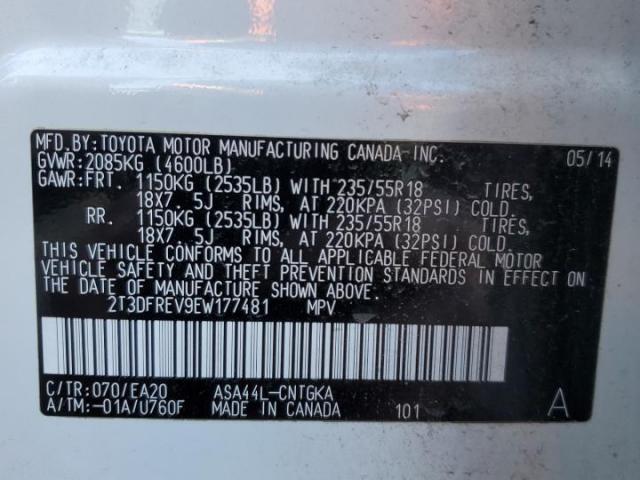 MFD.BY:TOYOTA MOTOR MANUFACTURING CANADA INC. 05/14
GVWR:2085KG (4600LB)
GAWR:FRT. 1150KG (2535LB) WITH 235/55R18 TIRES,
18X7.5J RIMS, AT 220KPA (32PSI) COLD.
RR. 1150KG (2535LB) WITH 235/55R18 TIRES,
18X7.5J RIMS, AT 220KPA (32PSI) COLD.
THIS VEHICLE CONFORMS TO ALL APPLICABLE FEDERAL MOTOR
VEHICLE SAFETY AND THEFT PREVENTION STANDARDS IN EFFECT ON
THE DATE OF MANUFACTURE SHOWN ABOVE.
2T3DFREV9EW177481 MPV
C/TR:070/EA20 ASA44L-CNTGKA
A/TM:-01A/U760F MADE IN CANADA 101 A